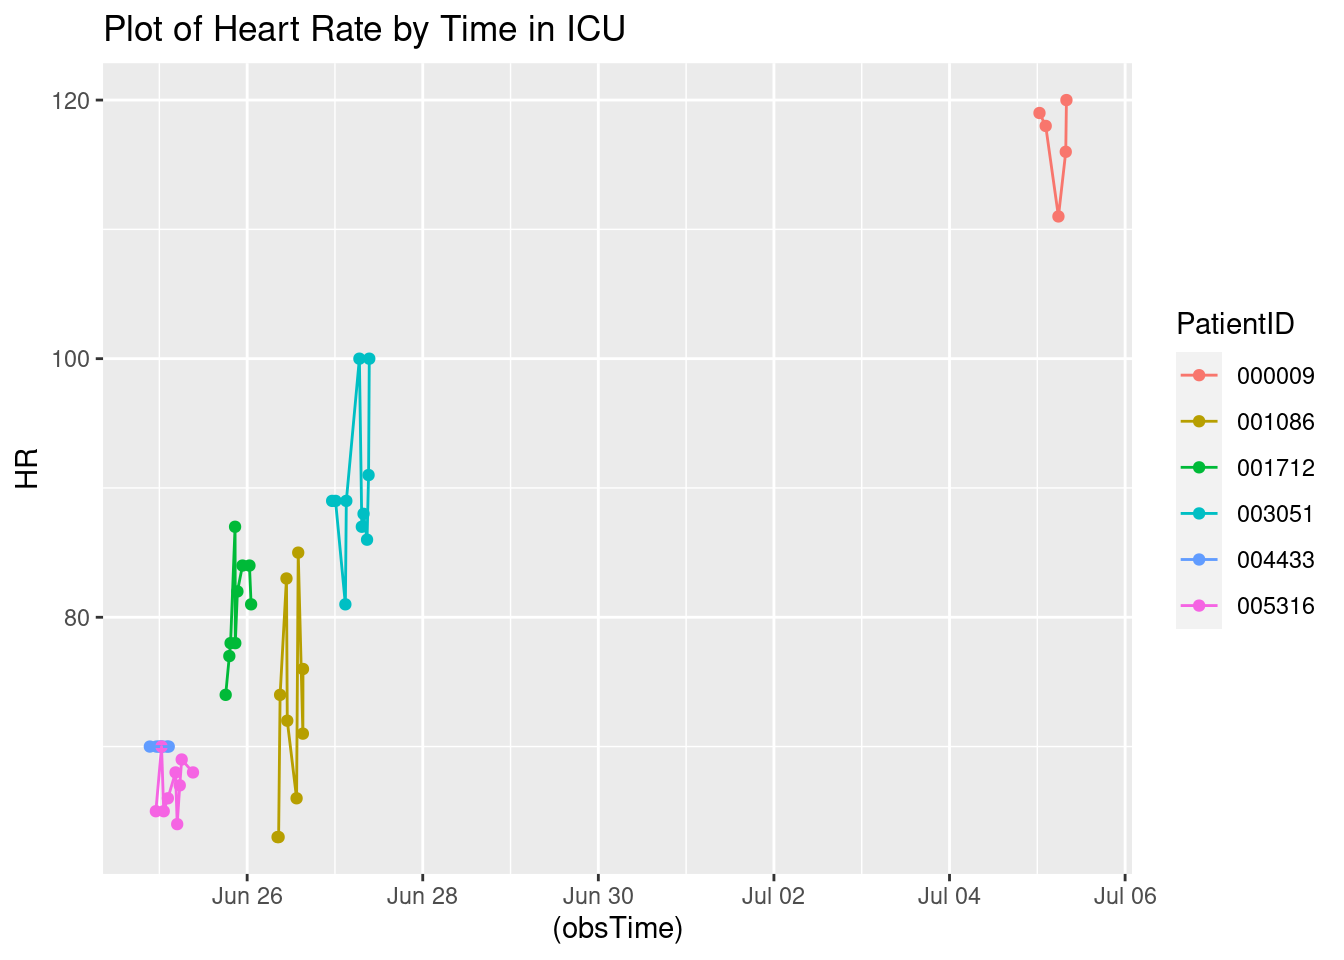 Plot of Heart Rate by Time in ICU
120
100
80
HR
Jun 26 Jun 28 Jun 30 Jul 02 Jul 04 Jul 06
(obsTime)
PatientID
000009
001086
001712
003051
004433
005316